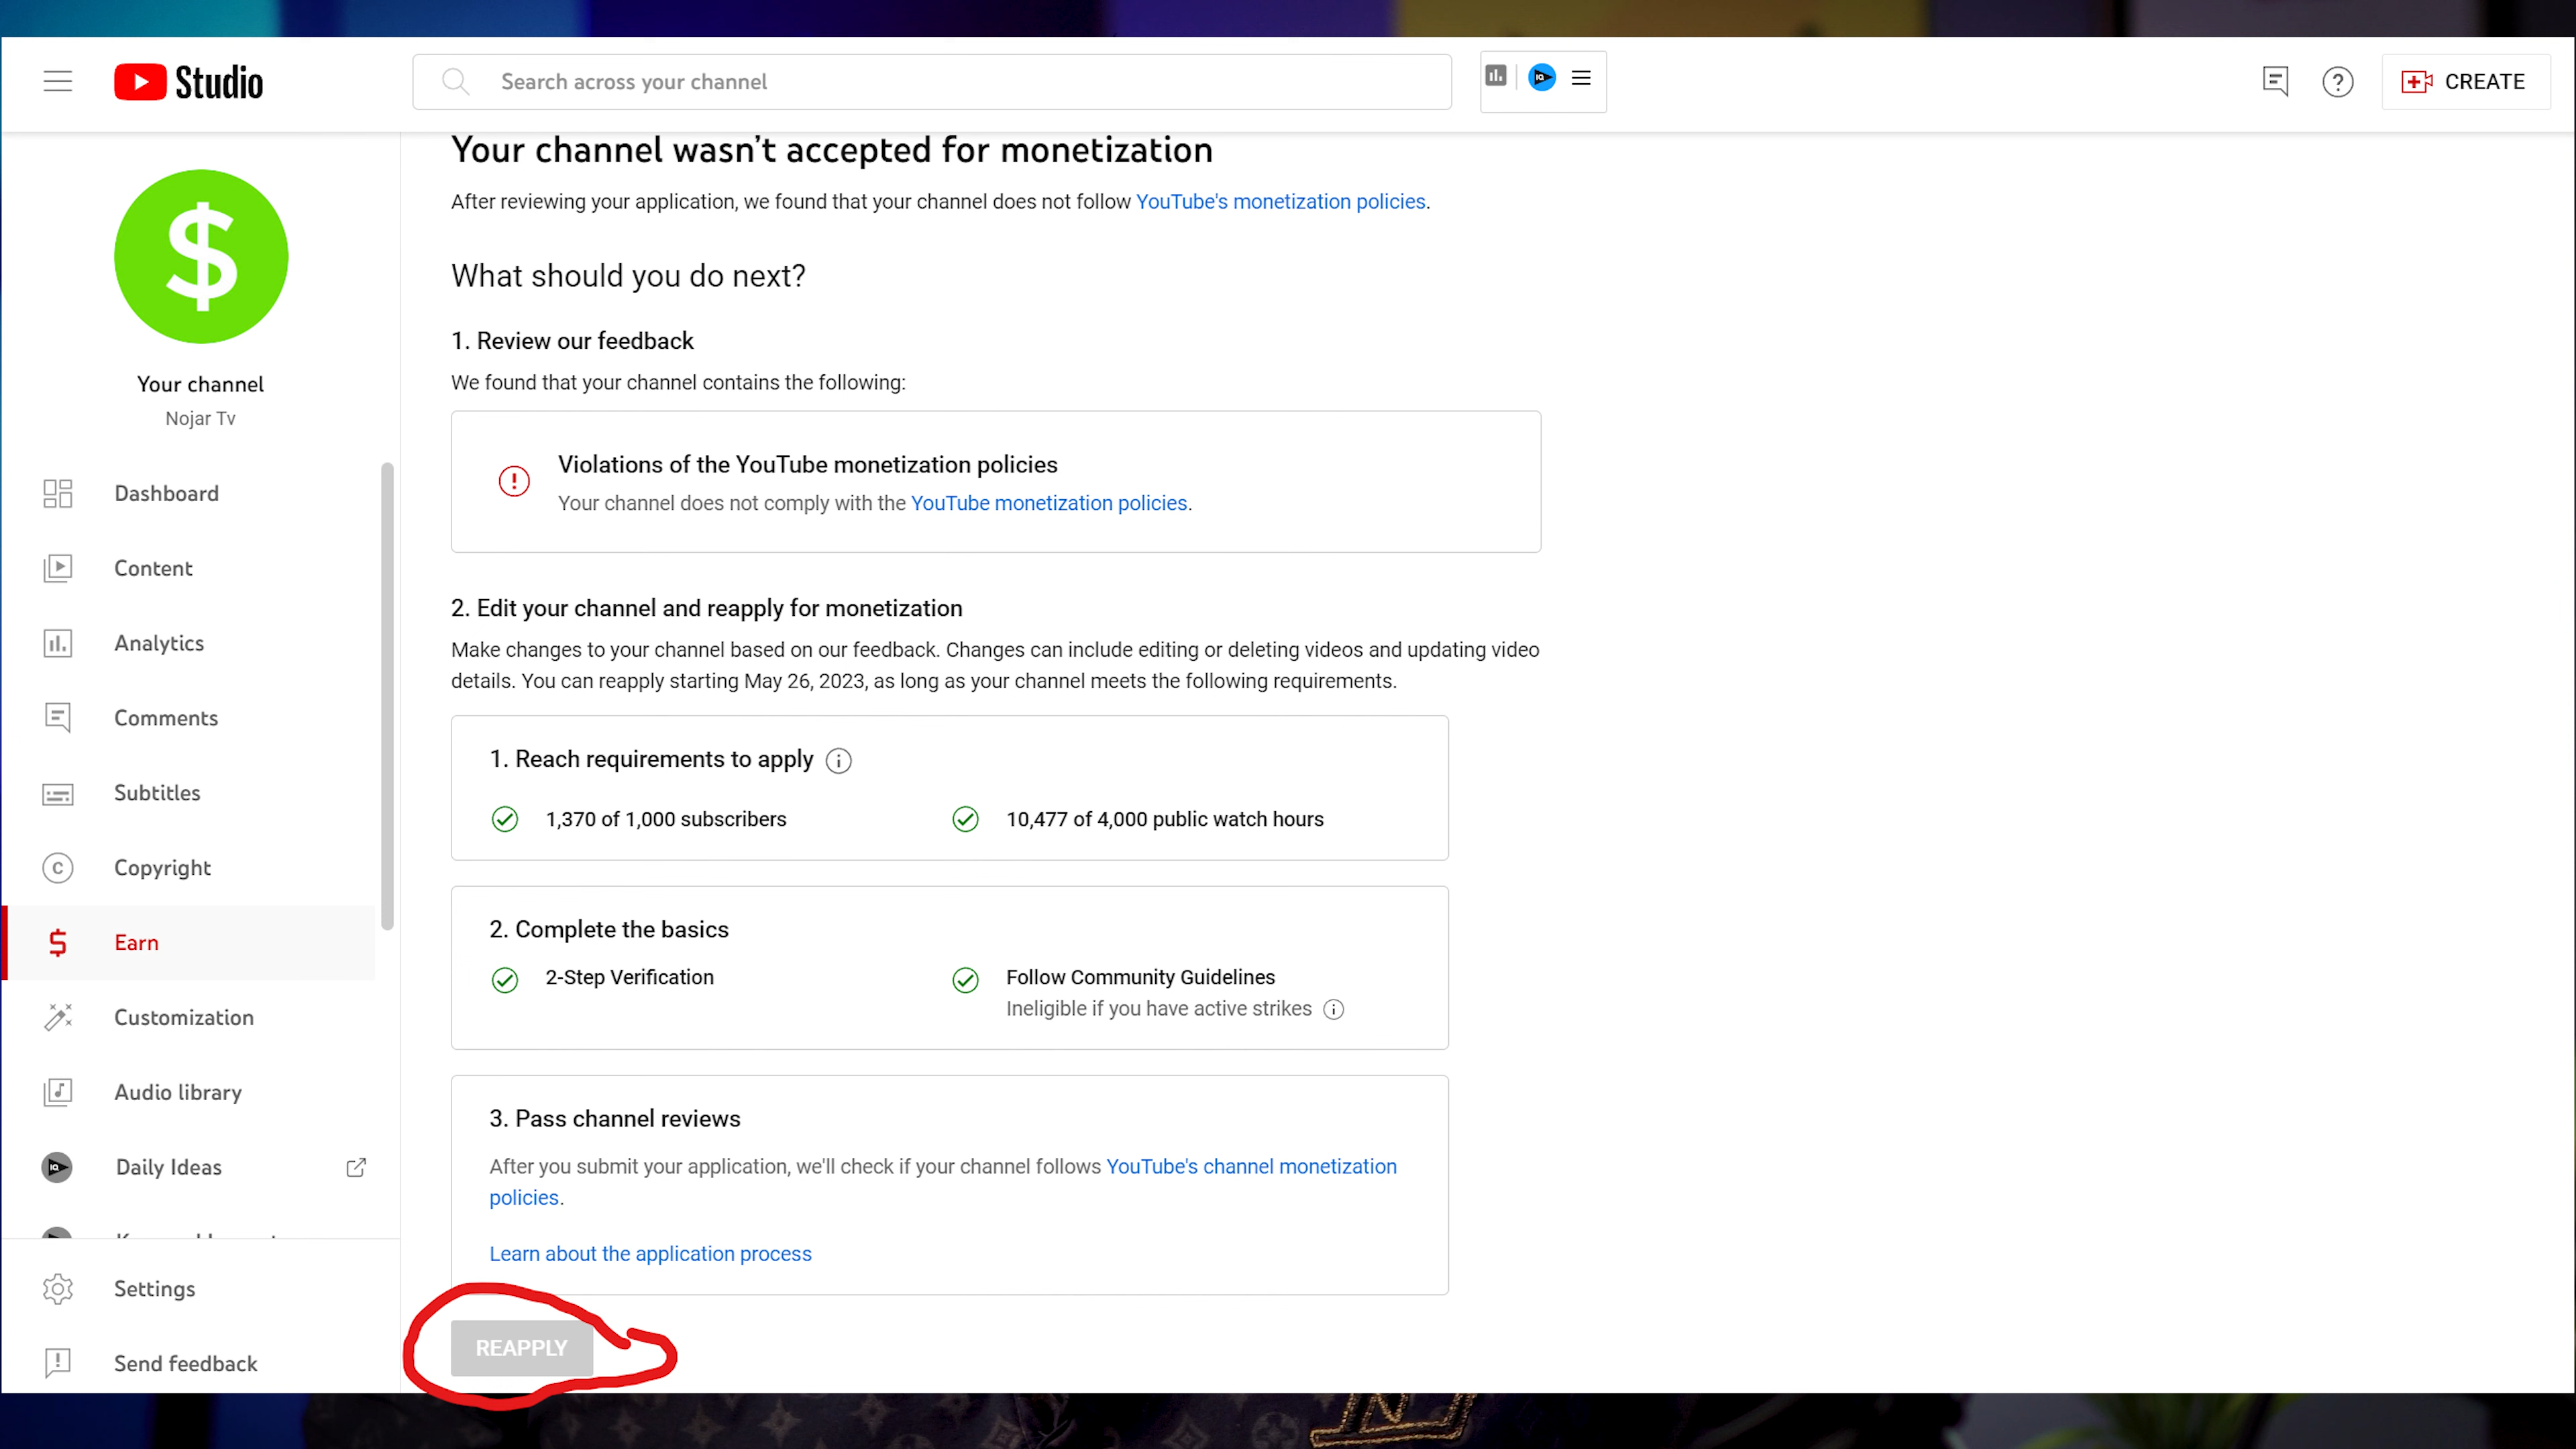 Studio
Search across your channel
CREATE
Your channel wasn't accepted for monetization
After reviewing your application, we found that your channel does not follow YouTube's monetization policies.
What should you do next?
1. Review our feedback
We found that your channel contains the following:
Violations of the YouTube monetization policies
Your channel does not comply with the YouTube monetization policies.
2. Edit your channel and reapply for monetization
Make changes to your channel based on our feedback. Changes can include editing or deleting videos and updating video
details. You can reapply starting May 26, 2023, as long as your channel meets the following requirements.
1. Reach requirements to apply
1,370 of 1,000 subscribers
10,477 of 4,000 public watch hours
2. Complete the basics
2-Step Verification
Follow Community Guidelines
Ineligible if you have active strikes
3. Pass channel reviews
After you submit your application, we'll check if your channel follows YouTube's channel monetization
policies.
Learn about the application process
REAPPLY
Your channel
Nojar Tv
Dashboard
Content
Analytics
Comments
Subtitles
Copyright
Earn
Customization
Audio library
Daily Ideas
Settings
Send feedback